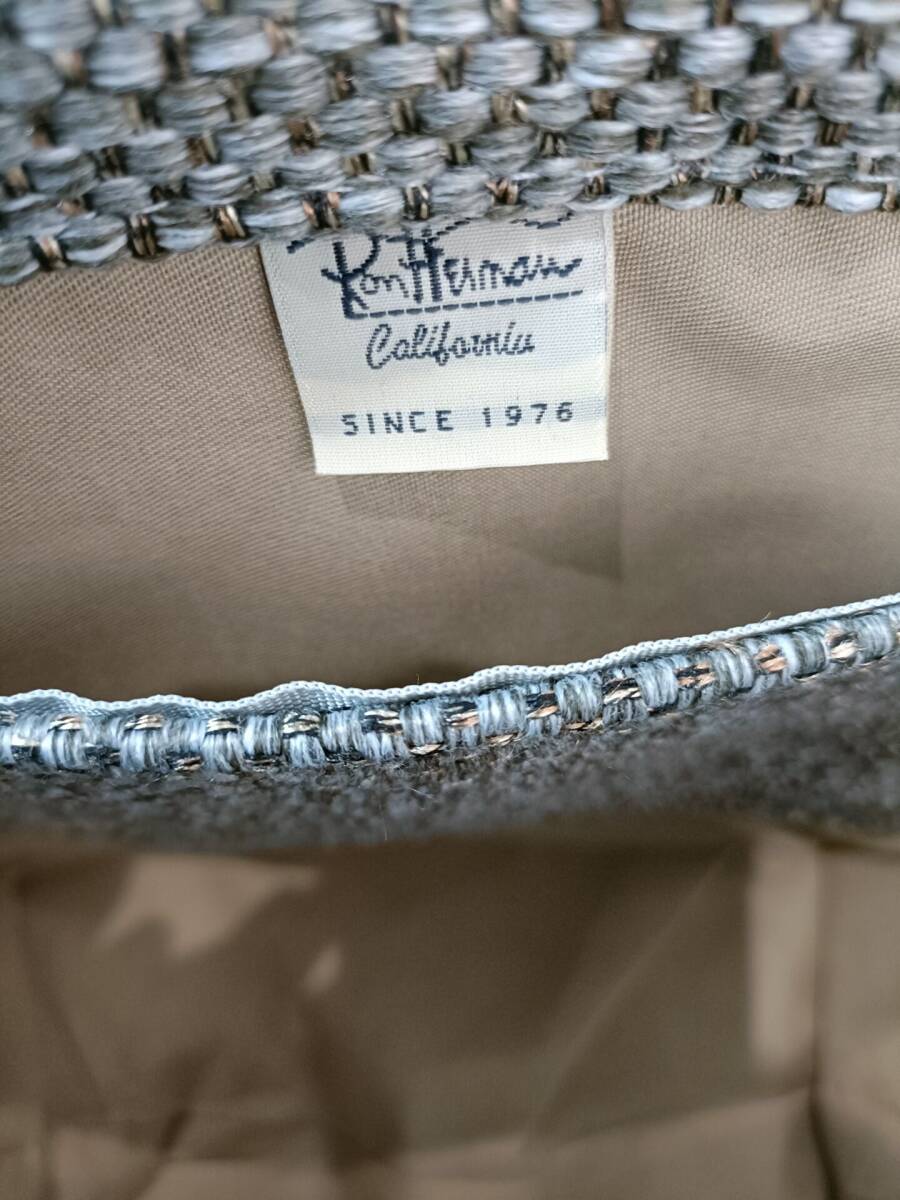 Ron Herman
California
SINCE 1976